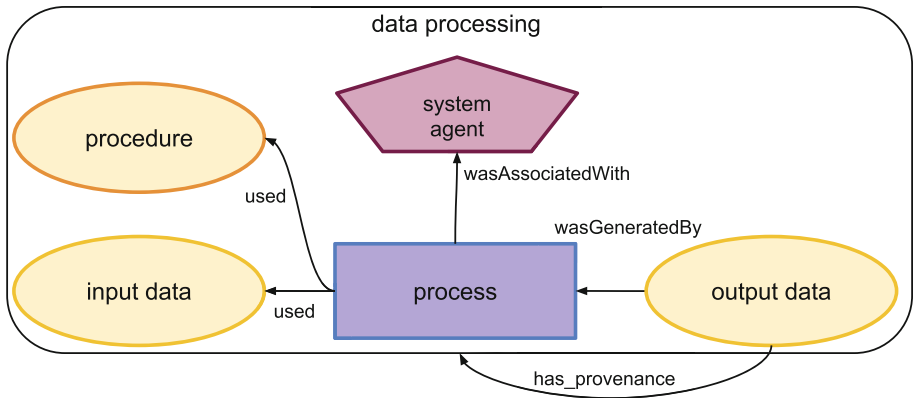 data processing
system
agent
procedure
wasAssociatedWith
used
wasGeneratedBy
input data
process
output data
used
has_provenance